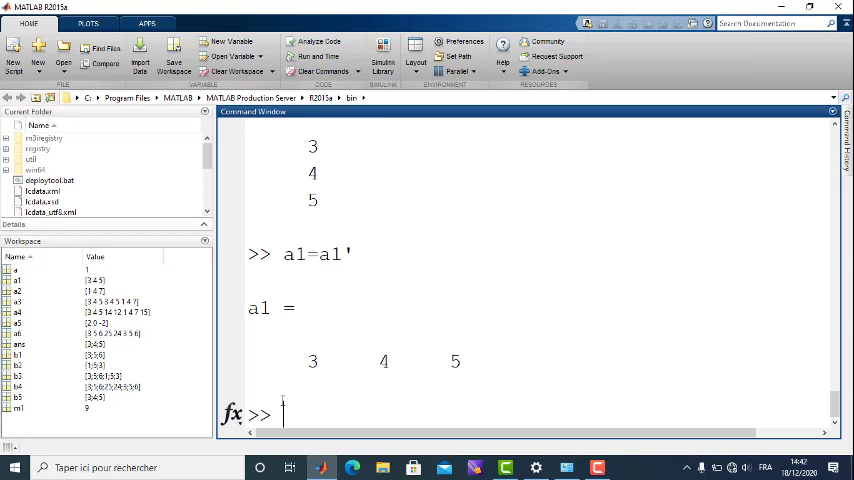 MATLAB R2015a
HOME PLOTS APPS
Search Documentation
New Script
New
Open
Find Files
Compare
Import Data
Save Workspace
New Variable
Open Variable
Clear Workspace
Analyze Code
Run and Time
Clear Commands
Simulink Library
Layout
Preferences
Set Path
Parallel
Help
Community
Request Support
Add-Ons
FILE VARIABLE CODE SIMULINK ENVIRONMENT RESOURCES
C: Program Files MATLAB MATLAB Production Server R2015a bin
Current Folder
Name
m3iregistry
registry
util
win64
deploytool.bat
lcdata.xml
lcdata.xsd
lcdata_utf8.xml
Details
Workspace
Name Value
a 1
a1 [3 4 5]
a2 [1 4 7]
a3 [3 4 5 3 4 5 1 4 7]
a4 [3 4 5 14 12 1 4 7 15]
a5 [2 0 -2]
a6 [3 5 6 25 24 3 5 6]
ans [3;4;5]
b1 [3;5;6]
b2 [1;5;3]
b3 [3;5;6;1;5;3]
b4 [3;5;6;25;24;3;5;6]
b5 [3;4;5]
m1 9
Command Window
3
4
5
>> a1=a1'
a1 =
3 4 5
fx >>
Command History
Taper ici pour rechercher
FRA
14:42
18/12/2020